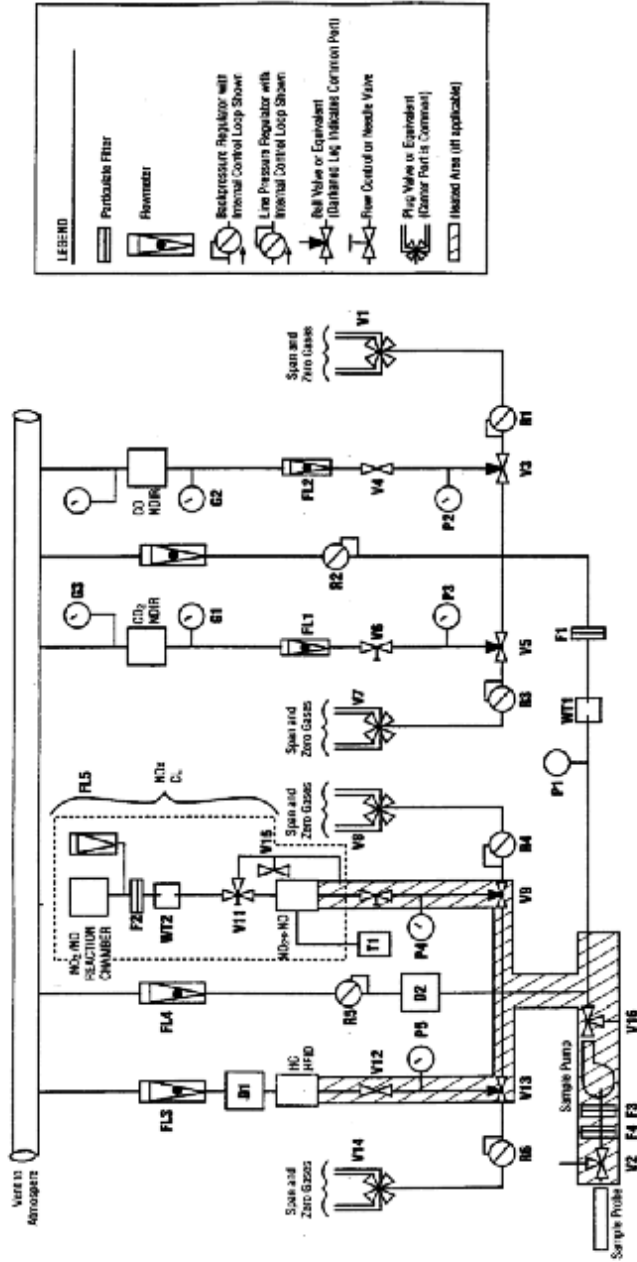 LEGEND
Particulate Filter
Flowmeter
Backpressure Regulator with
Internal Control Loop Shown
Line Pressure Regulator with
Internal Control Loop Shown
Ball Valve or Equivalent
(Darkened Leg Indicates Common Port)
Flow Control or Needle Valve
Plug Valve or Equivalent
(Center Port is Common)
Heated Area (if applicable)
Vent to
Atmosphere
G3
CO2
NDIR
G1
FL1
V6
P3
V5
CO
NDIR
G2
FL2
V4
P2
V3
R2
Span and
Zero Gases
V1
R1
Span and
Zero Gases
V7
R3
FL5
NOx
CL
NO2/NO
REACTION
CHAMBER
F2
WT2
V11
V15
NO2→NO
T1
P4
V9
Span and
Zero Gases
V8
R4
FL4
R5
D2
FL3
D1
HC
HFID
V12
P5
V13
Span and
Zero Gases
V14
R6
P1
WT1
F1
Sample Pump
V16
F3
F4
V2
Sample Probe